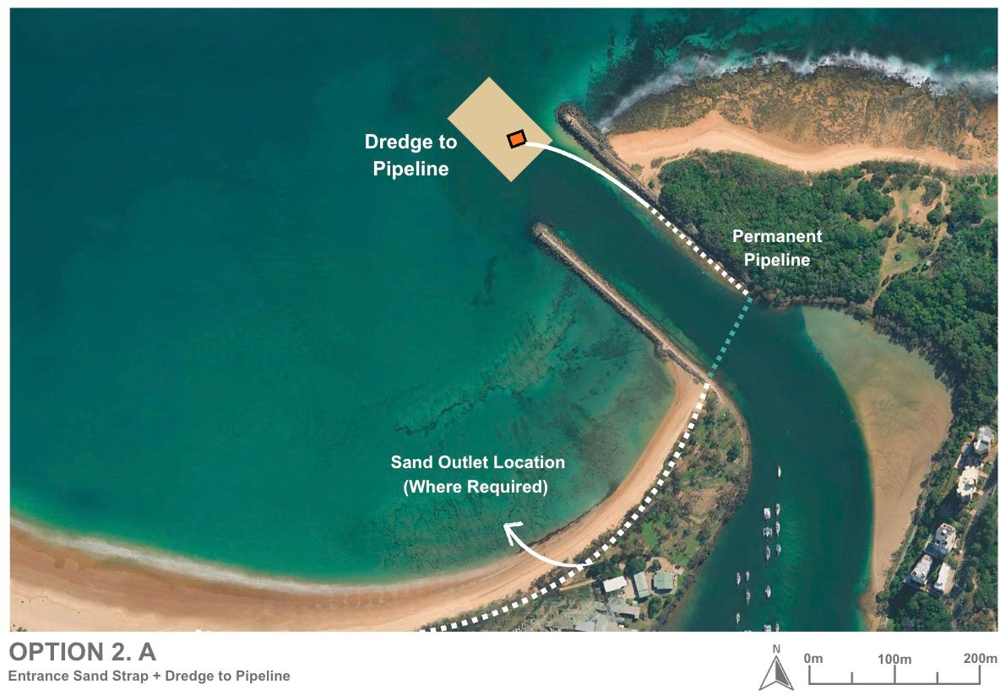 Dredge to
Pipeline
Permanent
Pipeline
Sand Outlet Location
(Where Required)
OPTION 2. A
Entrance Sand Strap + Dredge to Pipeline
N
0m
100m
200m